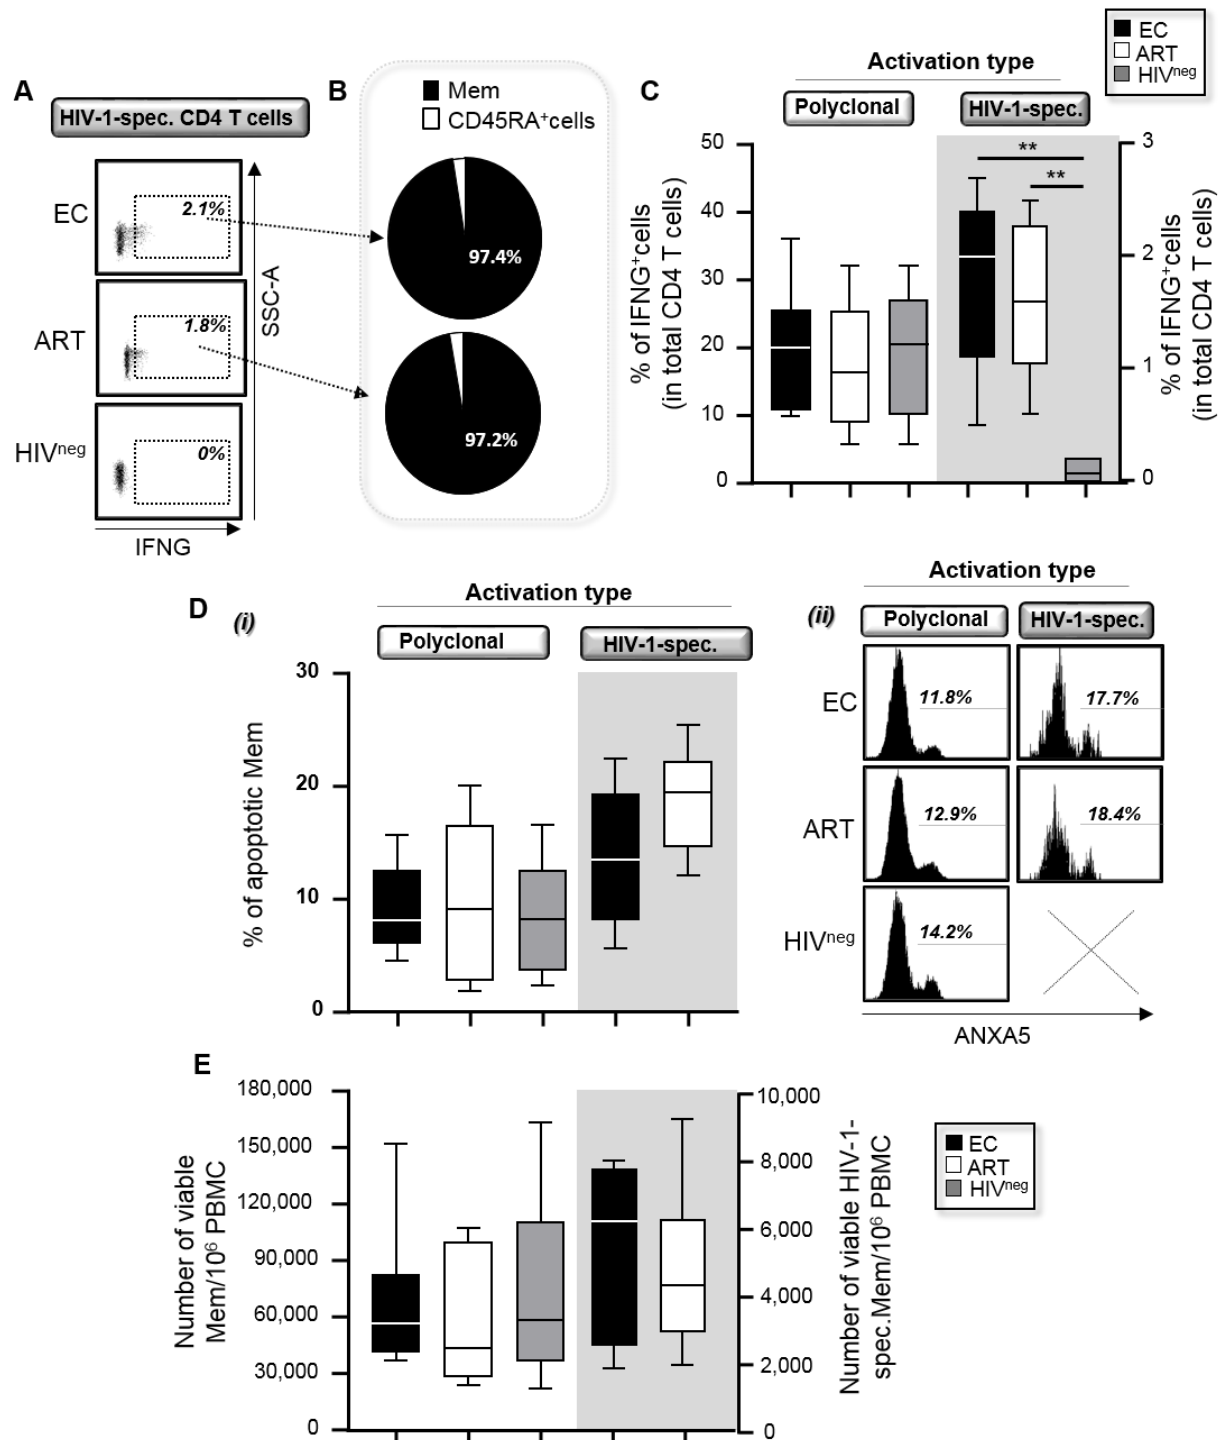 A
HIV-1-spec. CD4 T cells
EC
2.1%
ART
1.8%
HIVneg
0%
SSC-A
IFNG
B
Mem
CD45RA+cells
97.4%
97.2%
C
Activation type
Polyclonal
HIV-1-spec.
EC
ART
HIVneg
% of IFNG+cells
(in total CD4 T cells)
50
40
30
20
10
0
**
**
3
2
1
0
% of IFNG+cells
(in total CD4 T cells)
D
(i)
Activation type
Polyclonal
HIV-1-spec.
% of apoptotic Mem
30
20
10
0
(ii)
Activation type
Polyclonal
HIV-1-spec.
EC
11.8%
17.7%
ART
12.9%
18.4%
HIVneg
14.2%
ANXA5
E
Number of viable
Mem/10⁶ PBMC
180,000
150,000
120,000
90,000
60,000
30,000
0
10,000
8,000
6,000
4,000
2,000
0
Number of viable HIV-1-
spec.Mem/10⁶ PBMC
EC
ART
HIVneg